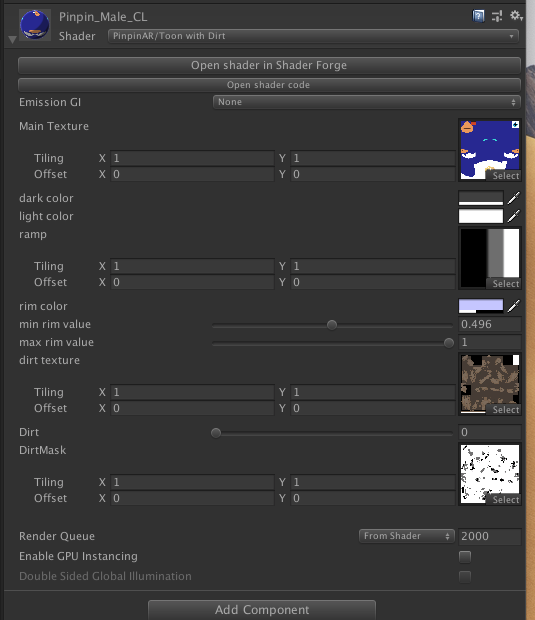 Pinpin_Male_CL
Shader PinpinAR/Toon with Dirt
Open shader in Shader Forge
Open shader code
Emission GI None
Main Texture
Tiling X 1 Y 1
Offset X 0 Y 0 Select
dark color
light color
ramp
Tiling X 1 Y 1
Offset X 0 Y 0 Select
rim color
min rim value 0.496
max rim value 1
dirt texture
Tiling X 1 Y 1
Offset X 0 Y 0 Select
Dirt 0
DirtMask
Tiling X 1 Y 1
Offset X 0 Y 0 Select
Render Queue From Shader 2000
Enable GPU Instancing
Double Sided Global Illumination
Add Component